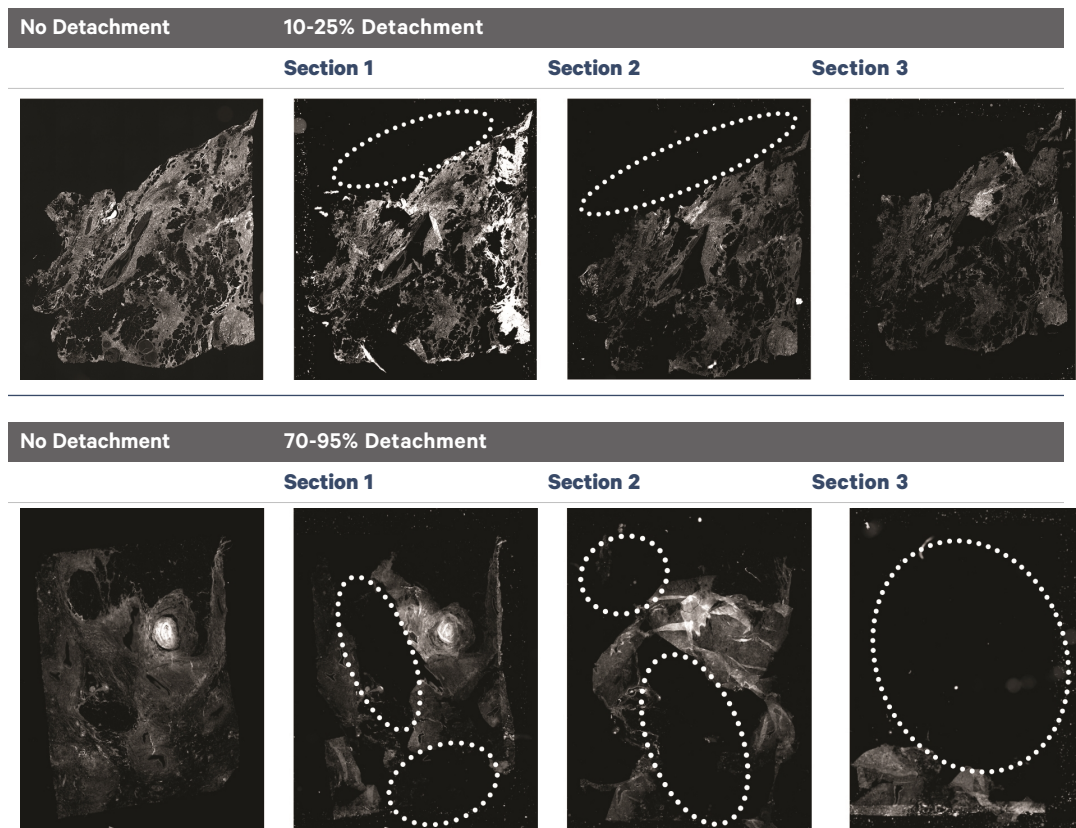 No Detachment 10-25% Detachment
Section 1 Section 2 Section 3
No Detachment 70-95% Detachment
Section 1 Section 2 Section 3